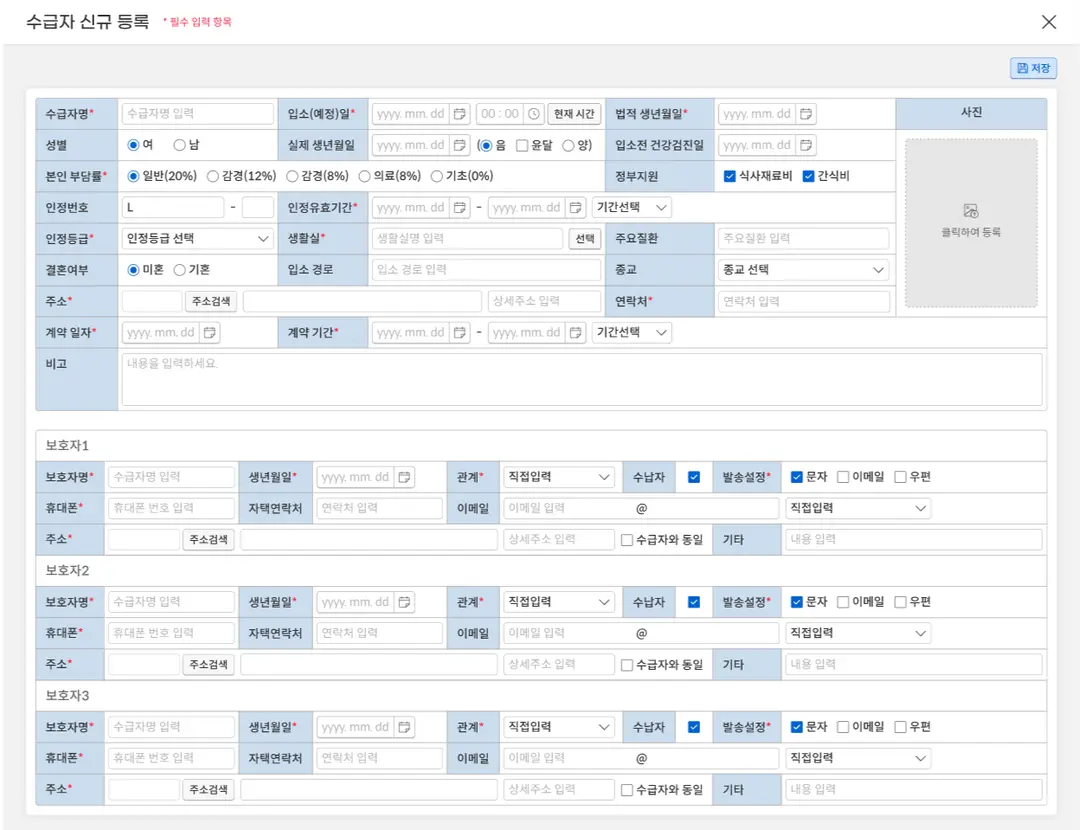 수급자 신규 등록 * 필수 입력 항목
저장
수급자명* 수급자명 입력 입소(예정)일* yyyy. mm. dd 00 : 00 현재 시간 법적 생년월일* yyyy. mm. dd 사진
성별 여 남 실제 생년월일 yyyy. mm. dd (음 윤달 양) 입소전 건강검진일 yyyy. mm. dd
본인 부담률* 일반(20%) 감경(12%) 감경(8%) 의료(8%) 기초(0%) 정부지원 식사재료비 간식비
인정번호 L - 인정유효기간* yyyy. mm. dd - yyyy. mm. dd 기간선택
클릭하여 등록
인정등급* 인정등급 선택 생활실* 생활실명 입력 선택 주요질환 주요질환 입력
결혼여부 미혼 기혼 입소 경로 입소 경로 입력 종교 종교 선택
주소* 주소검색 상세주소 입력 연락처* 연락처 입력
계약 일자* yyyy. mm. dd 계약 기간* yyyy. mm. dd - yyyy. mm. dd 기간선택
비고 내용을 입력하세요.
보호자1
보호자명* 수급자명 입력 생년월일* yyyy. mm. dd 관계* 직접입력 수납자 발송설정* 문자 이메일 우편
휴대폰* 휴대폰 번호 입력 자택연락처 연락처 입력 이메일 이메일 입력 @ 직접입력
주소* 주소검색 상세주소 입력 수급자와 동일 기타 내용 입력
보호자2
보호자명* 수급자명 입력 생년월일* yyyy. mm. dd 관계* 직접입력 수납자 발송설정* 문자 이메일 우편
휴대폰* 휴대폰 번호 입력 자택연락처 연락처 입력 이메일 이메일 입력 @ 직접입력
주소* 주소검색 상세주소 입력 수급자와 동일 기타 내용 입력
보호자3
보호자명* 수급자명 입력 생년월일* yyyy. mm. dd 관계* 직접입력 수납자 발송설정* 문자 이메일 우편
휴대폰* 휴대폰 번호 입력 자택연락처 연락처 입력 이메일 이메일 입력 @ 직접입력
주소* 주소검색 상세주소 입력 수급자와 동일 기타 내용 입력